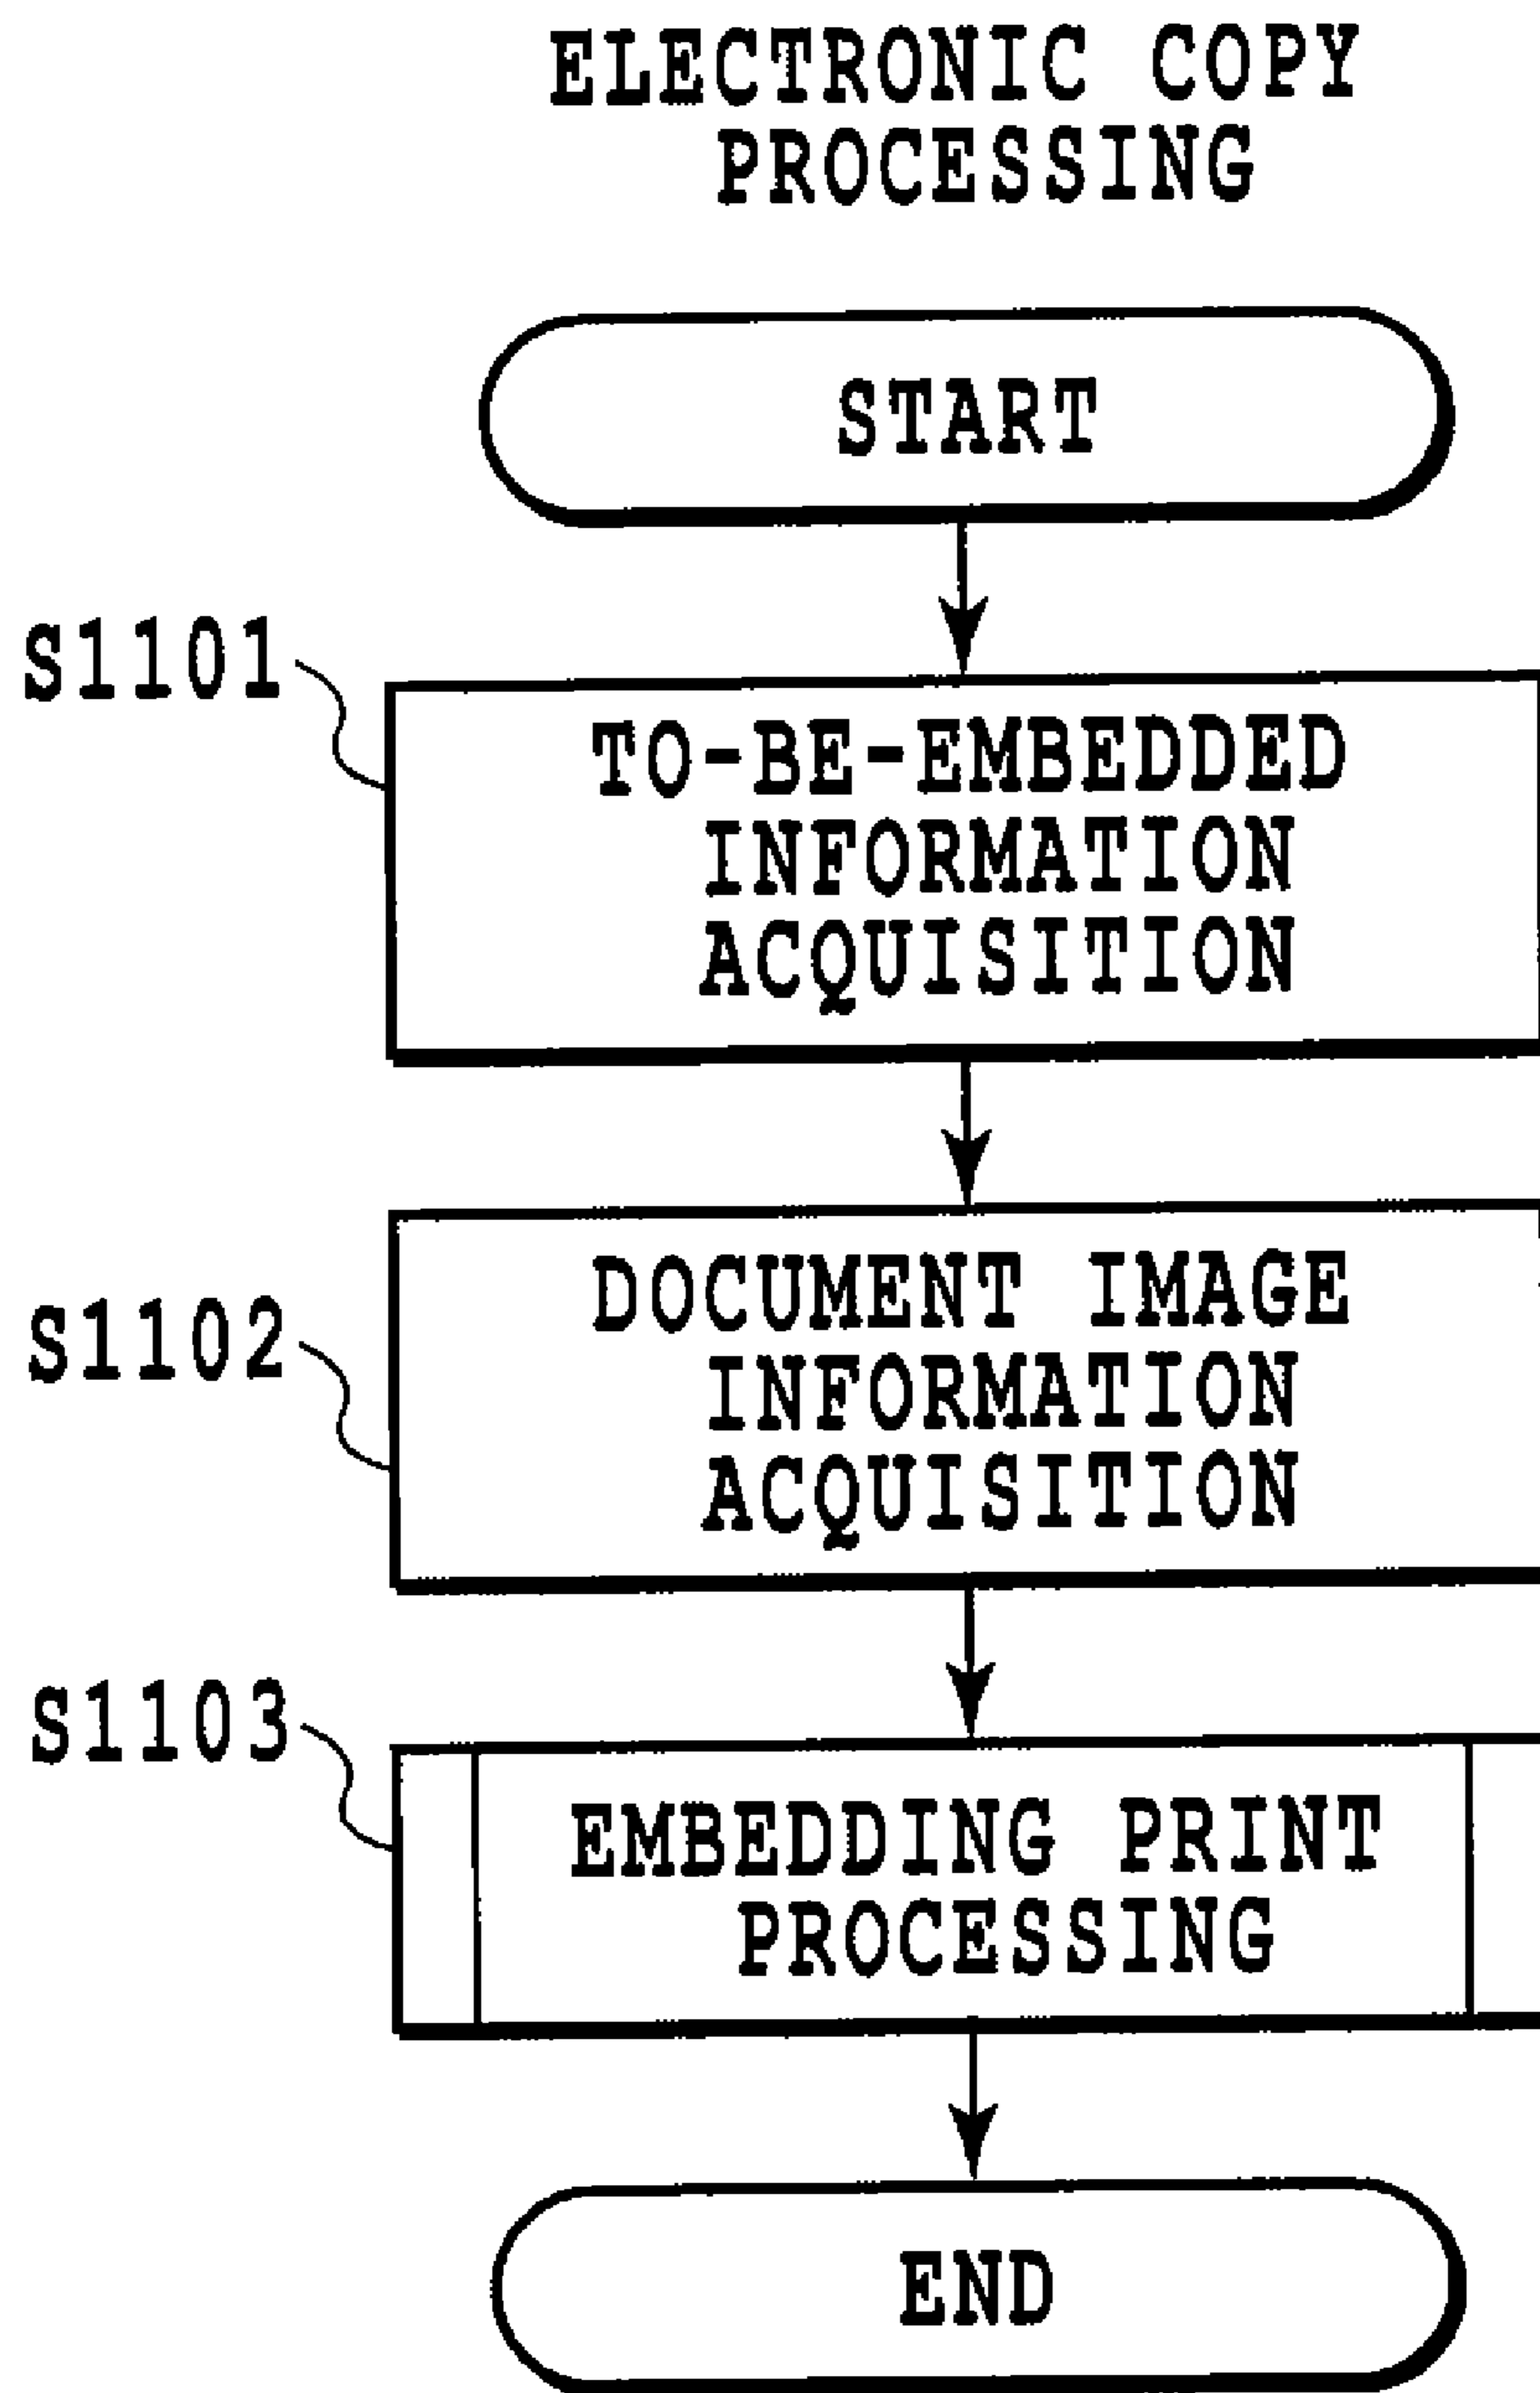 ELECTRONIC COPY
PROCESSING
START
S1101
TO-BE-EMBEDDED
INFORMATION
ACQUISITION
S1102
DOCUMENT IMAGE
INFORMATION
ACQUISITION
S1103
EMBEDDING PRINT
PROCESSING
END